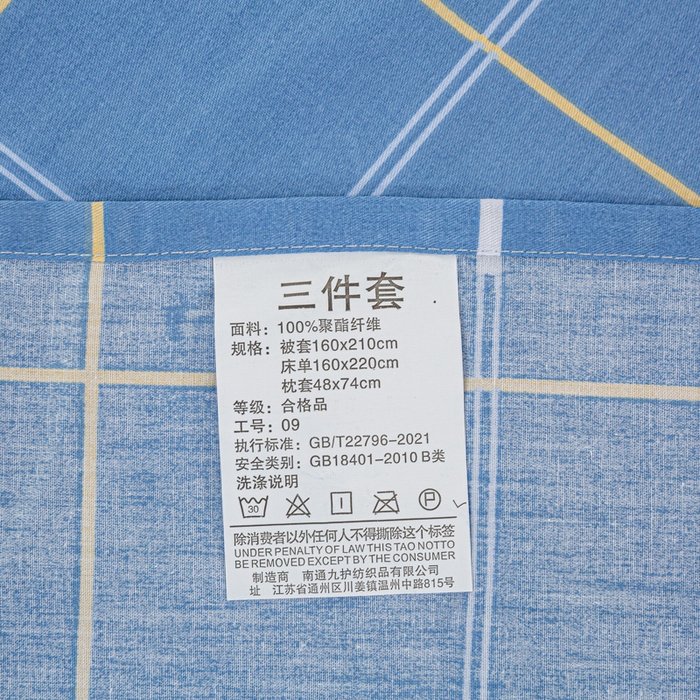 三件套
面料：100%聚酯纤维
规格：被套160x210cm
床单160x220cm
枕套48x74cm
等级：合格品
工号：09
执行标准：GB/T22796-2021
安全类别：GB18401-2010 B类
洗涤说明
30 P
除消费者以外任何人不得撕除这个标签
UNDER PENALTY OF LAW THIS TAO NOTTO
BE REMOVED EXCEPT BY THE CONSUMER
制造商 南通九护纺织品有限公司
址 江苏省通州区川姜镇温州中路815号